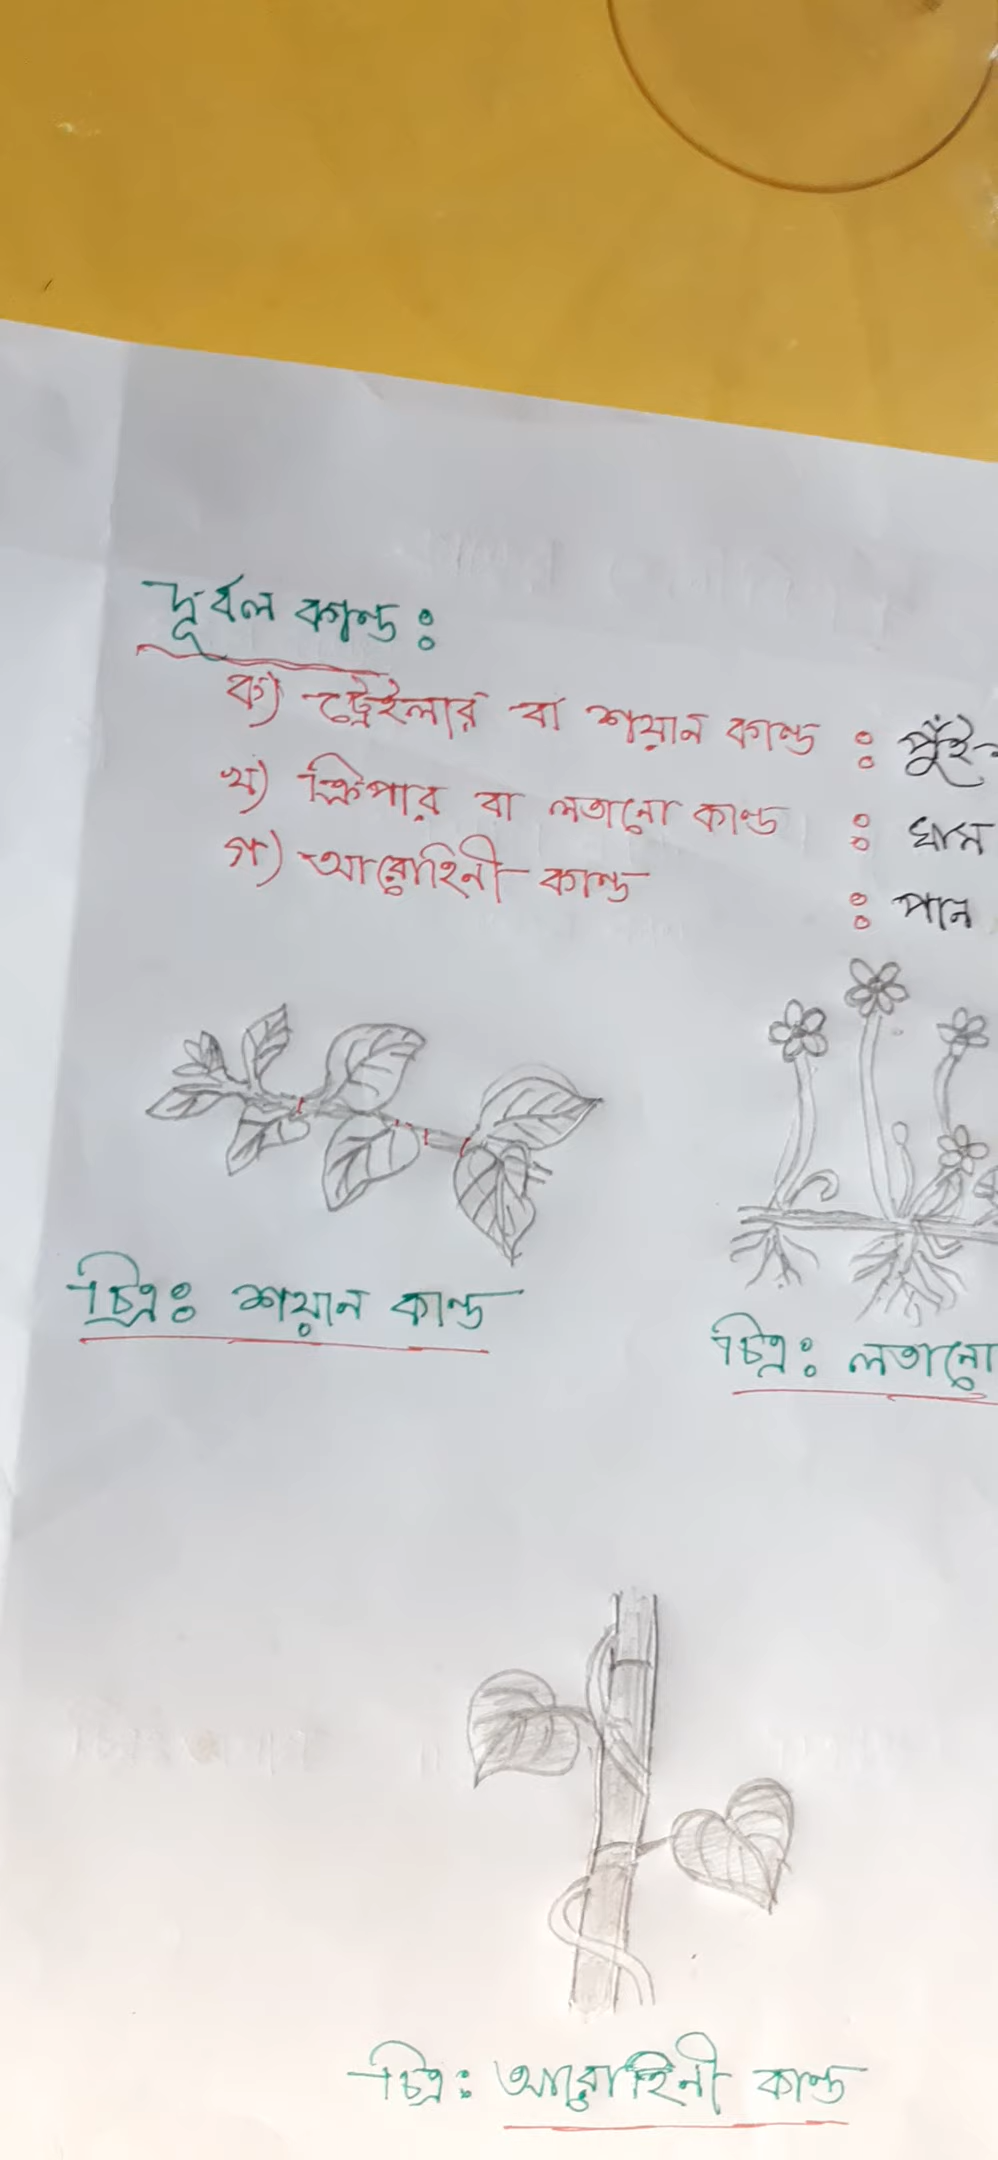 দূর্বল কান্ড :
ক) ট্রেইলার বা শয়ান কান্ড : পুঁই-
খ) ক্রিপার বা লতানো কান্ড : ঘাস
গ) আরোহিনী কান্ড : পান
চিত্র: শয়ান কান্ড
চিত্র: লতানো
চিত্র: আরোহিনী কান্ড